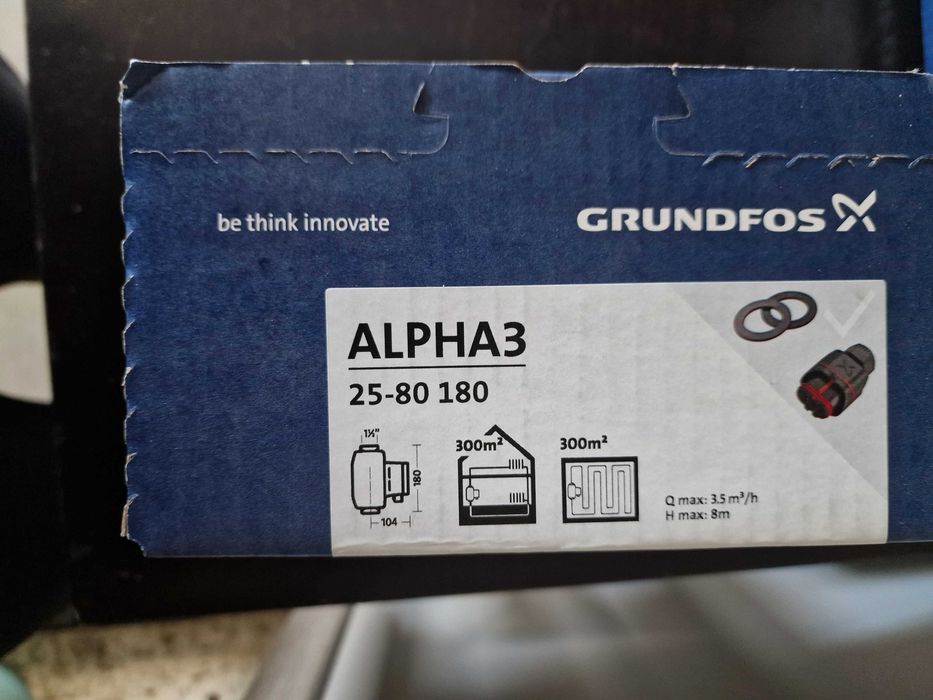 be think innovate
GRUNDFOS
ALPHA3
25-80 180
1½"
180
104
300m²
300m²
Q max: 3.5 m³/h
H max: 8m